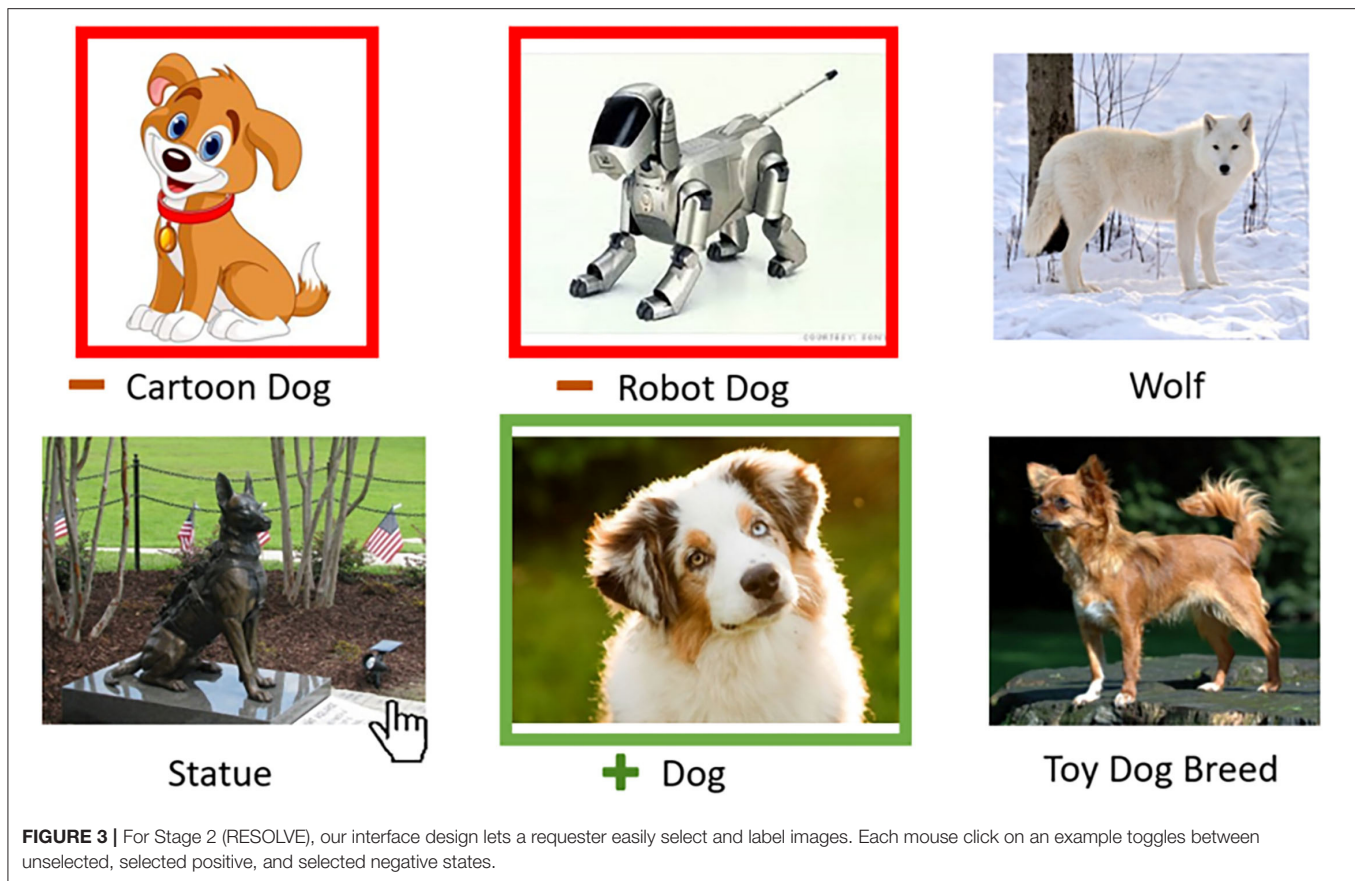 COURTESY: SONY
− Cartoon Dog
− Robot Dog
Wolf
Statue
+ Dog
Toy Dog Breed
FIGURE 3 | For Stage 2 (RESOLVE), our interface design lets a requester easily select and label images. Each mouse click on an example toggles between
unselected, selected positive, and selected negative states.